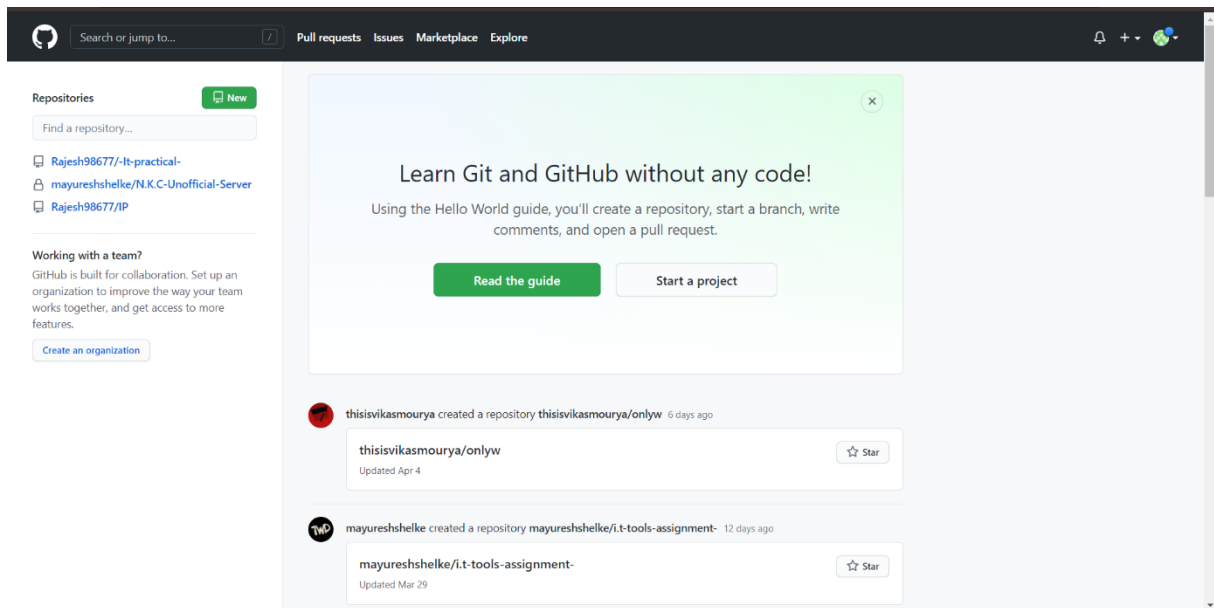 Search or jump to... /
Pull requests Issues Marketplace Explore
Repositories
New
Find a repository...
Rajesh98677/-It-practical-
mayureshshelke/N.K.C-Unofficial-Server
Rajesh98677/IP
Working with a team?
GitHub is built for collaboration. Set up an
organization to improve the way your team
works together, and get access to more
features.
Create an organization
Learn Git and GitHub without any code!
Using the Hello World guide, you’ll create a repository, start a branch, write
comments, and open a pull request.
Read the guide
Start a project
thisisvikasmourya created a repository thisisvikasmourya/onlyw 6 days ago
thisisvikasmourya/onlyw
Star
Updated Apr 4
TWD
mayureshshelke created a repository mayureshshelke/i.t-tools-assignment- 12 days ago
mayureshshelke/i.t-tools-assignment-
Star
Updated Mar 29